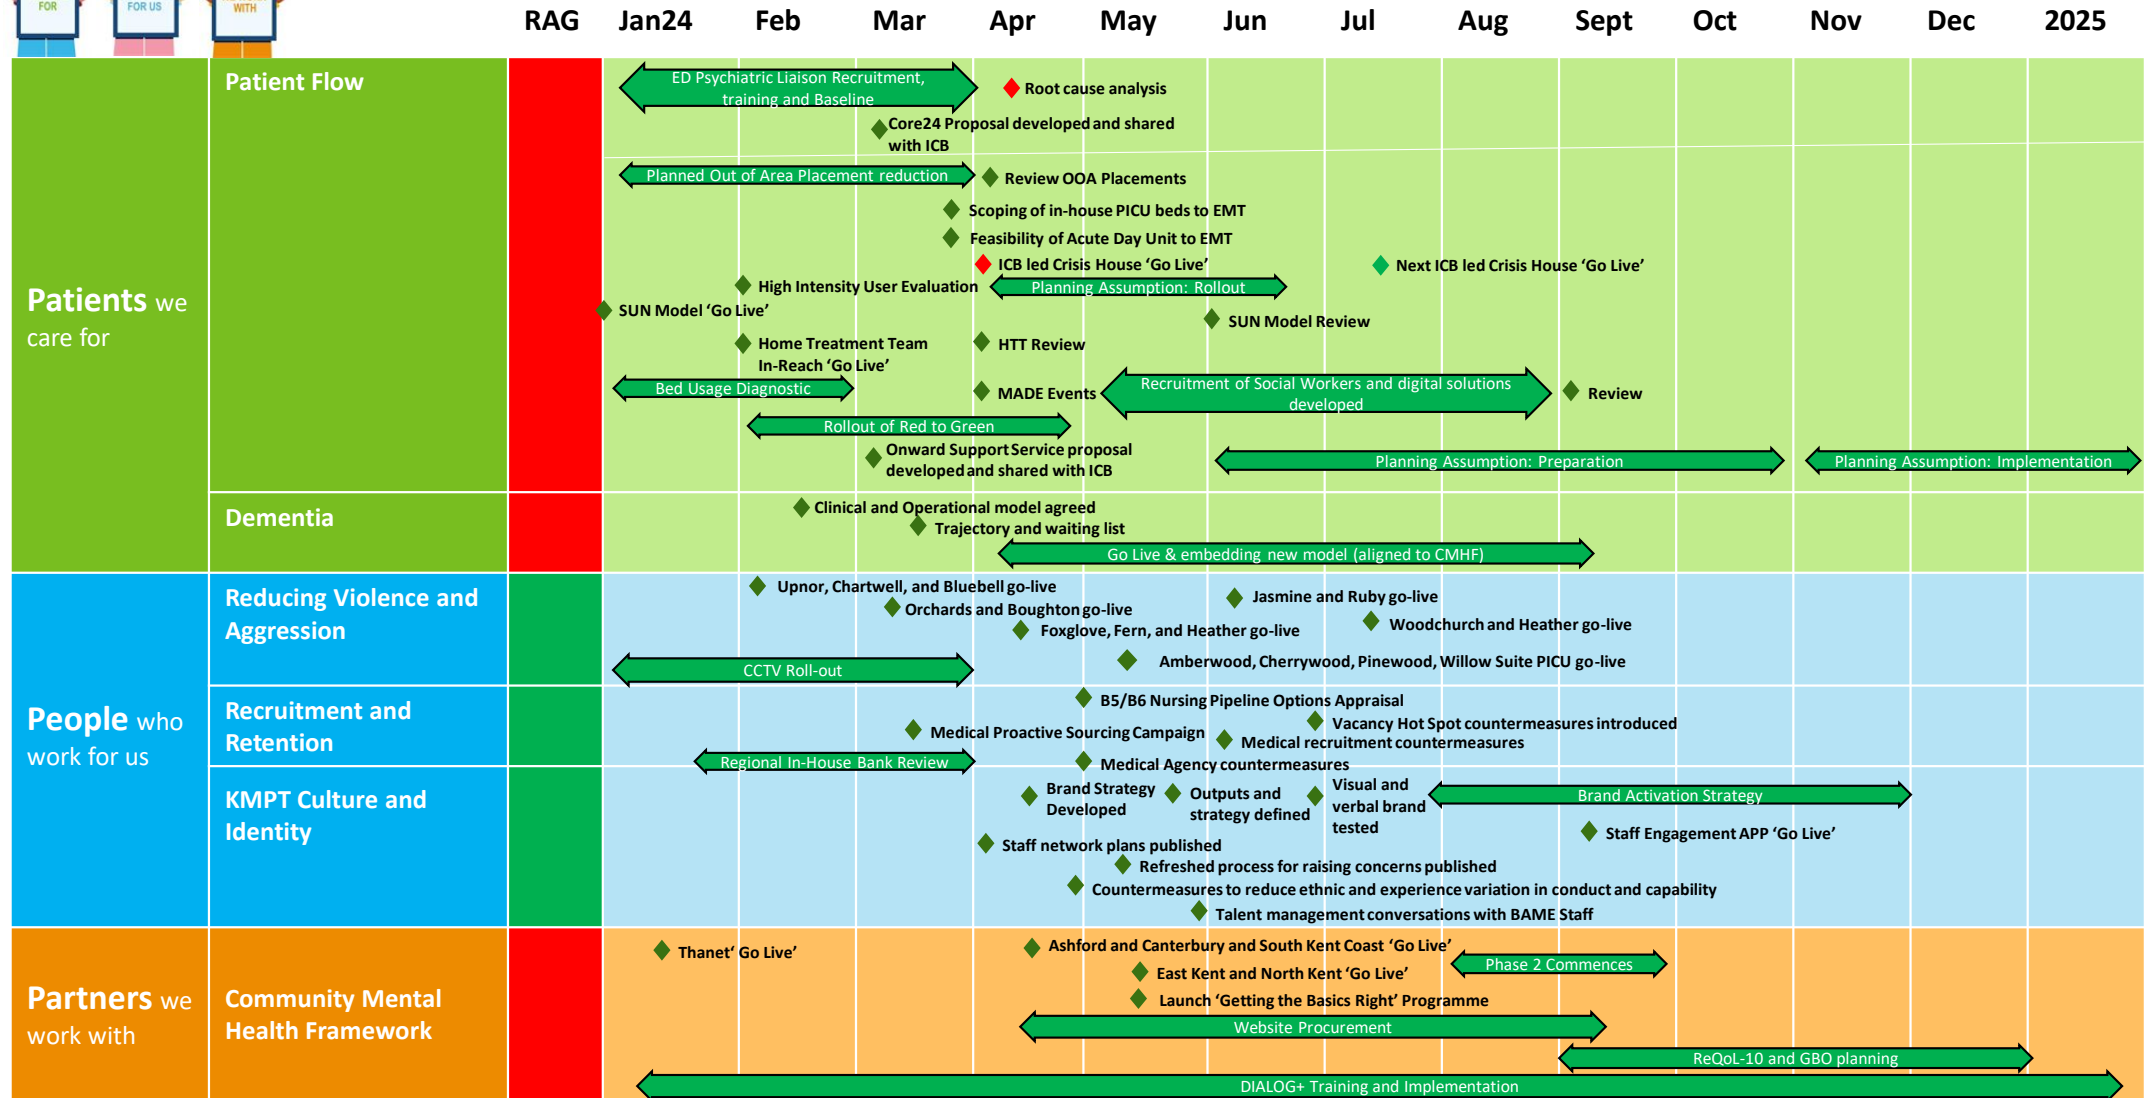 FOR
FOR US
WITH
RAG Jan24 Feb Mar Apr May Jun Jul Aug Sept Oct Nov Dec 2025
Patients we
care for
Patient Flow
ED Psychiatric Liaison Recruitment,
training and Baseline
Root cause analysis
Core24 Proposal developed and shared
with ICB
Planned Out of Area Placement reduction
Review OOA Placements
Scoping of in-house PICU beds to EMT
Feasibility of Acute Day Unit to EMT
ICB led Crisis House ‘Go Live’
Next ICB led Crisis House ‘Go Live’
High Intensity User Evaluation
Planning Assumption: Rollout
SUN Model ‘Go Live’
SUN Model Review
Home Treatment Team
In-Reach ‘Go Live’
HTT Review
Bed Usage Diagnostic
MADE Events
Recruitment of Social Workers and digital solutions
developed
Review
Rollout of Red to Green
Onward Support Service proposal
developed and shared with ICB
Planning Assumption: Preparation
Planning Assumption: Implementation
Dementia
Clinical and Operational model agreed
Trajectory and waiting list
Go Live & embedding new model (aligned to CMHF)
People who
work for us
Reducing Violence and
Aggression
Upnor, Chartwell, and Bluebell go-live
Jasmine and Ruby go-live
Orchards and Boughton go-live
Woodchurch and Heather go-live
Foxglove, Fern, and Heather go-live
CCTV Roll-out
Amberwood, Cherrywood, Pinewood, Willow Suite PICU go-live
Recruitment and
Retention
B5/B6 Nursing Pipeline Options Appraisal
Vacancy Hot Spot countermeasures introduced
Medical Proactive Sourcing Campaign
Medical recruitment countermeasures
Regional In-House Bank Review
Medical Agency countermeasures
KMPT Culture and
Identity
Brand Strategy
Developed
Outputs and
strategy defined
Visual and
verbal brand
tested
Brand Activation Strategy
Staff Engagement APP ‘Go Live’
Staff network plans published
Refreshed process for raising concerns published
Countermeasures to reduce ethnic and experience variation in conduct and capability
Talent management conversations with BAME Staff
Partners we
work with
Community Mental
Health Framework
Thanet‘ Go Live’
Ashford and Canterbury and South Kent Coast ‘Go Live’
Phase 2 Commences
East Kent and North Kent ‘Go Live’
Launch ‘Getting the Basics Right’ Programme
Website Procurement
ReQoL-10 and GBO planning
DIALOG+ Training and Implementation